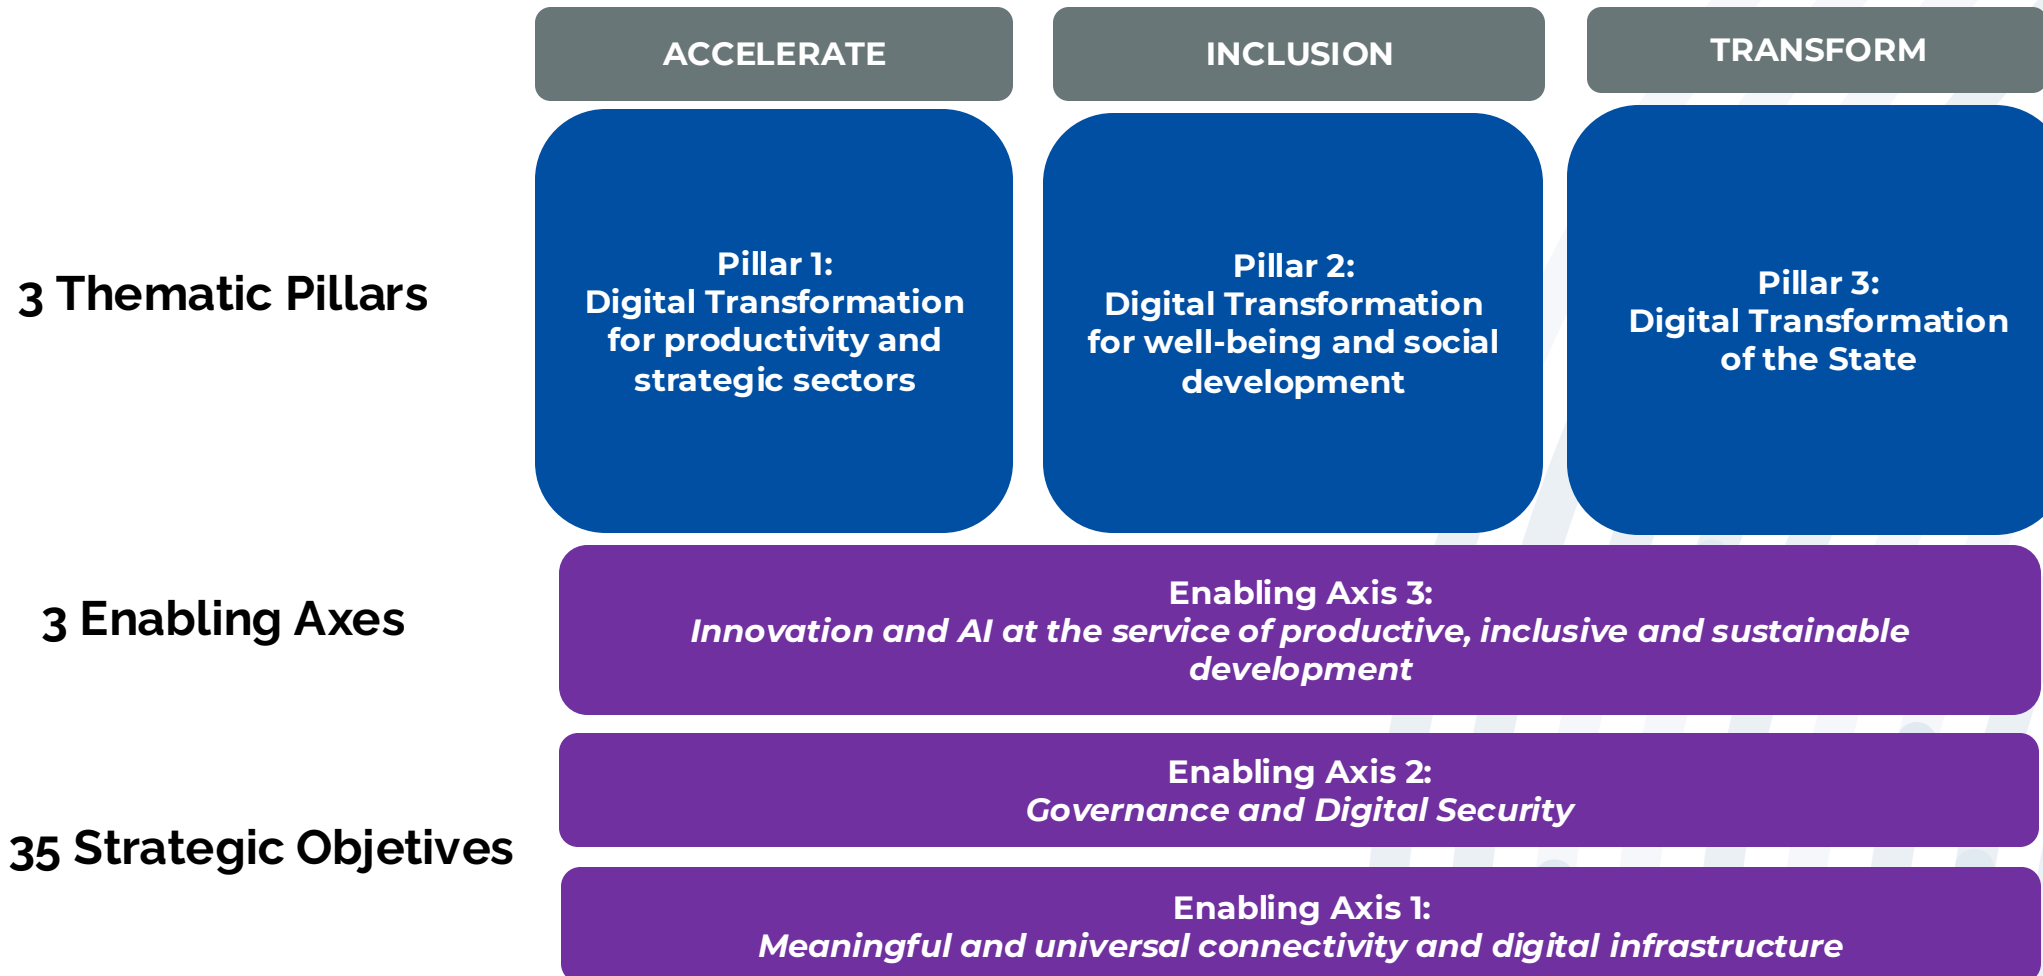 ACCELERATE
INCLUSION
TRANSFORM
3 Thematic Pillars
Pillar 1:
Digital Transformation
for productivity and
strategic sectors
Pillar 2:
Digital Transformation
for well-being and social
development
Pillar 3:
Digital Transformation
of the State
3 Enabling Axes
Enabling Axis 3:
Innovation and AI at the service of productive, inclusive and sustainable
development
35 Strategic Objetives
Enabling Axis 2:
Governance and Digital Security
Enabling Axis 1:
Meaningful and universal connectivity and digital infrastructure